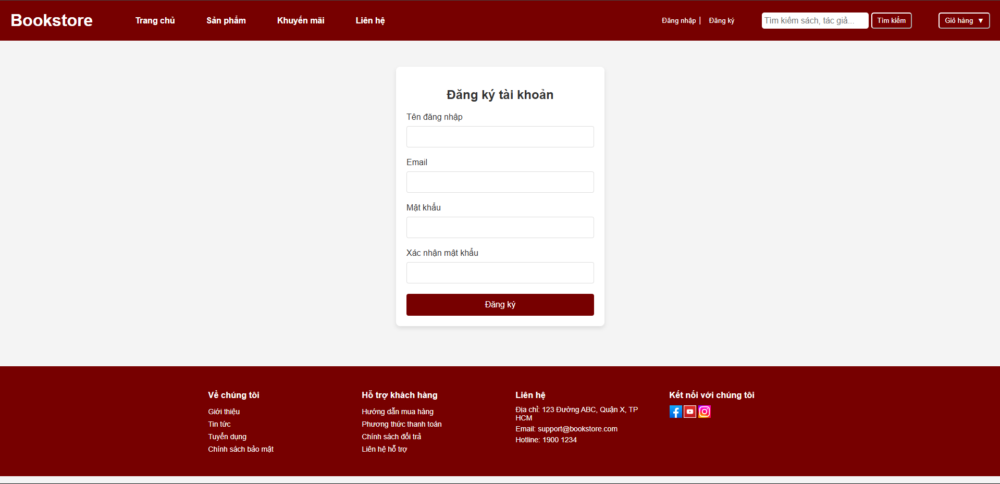 Bookstore
Trang chủ
Sản phẩm
Khuyến mãi
Liên hệ
Đăng nhập |
Đăng ký
Tìm kiếm sách, tác giả...
Tìm kiếm
Giỏ hàng ▼
Đăng ký tài khoản
Tên đăng nhập
Email
Mật khẩu
Xác nhận mật khẩu
Đăng ký
Về chúng tôi
Giới thiệu
Tin tức
Tuyển dụng
Chính sách bảo mật
Hỗ trợ khách hàng
Hướng dẫn mua hàng
Phương thức thanh toán
Chính sách đổi trả
Liên hệ hỗ trợ
Liên hệ
Địa chỉ: 123 Đường ABC, Quận X, TP
HCM
Email: support@bookstore.com
Hotline: 1900 1234
Kết nối với chúng tôi